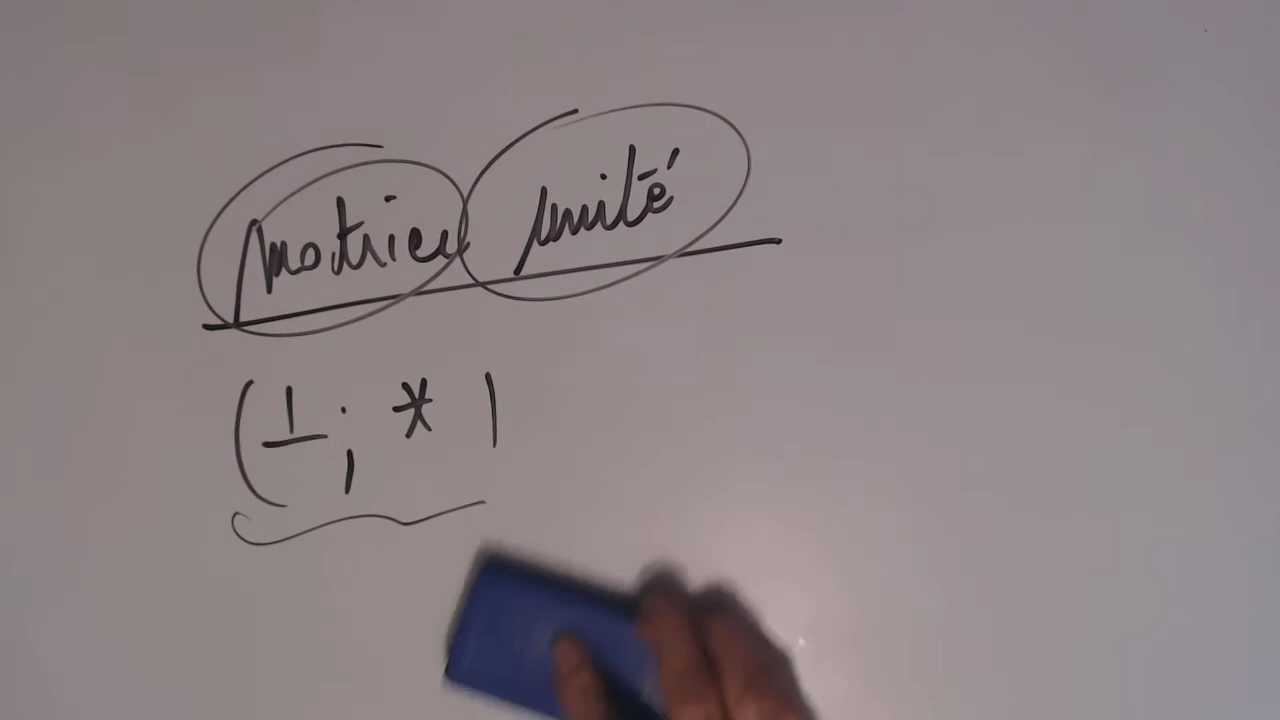 matrice unité
(⊥; * |